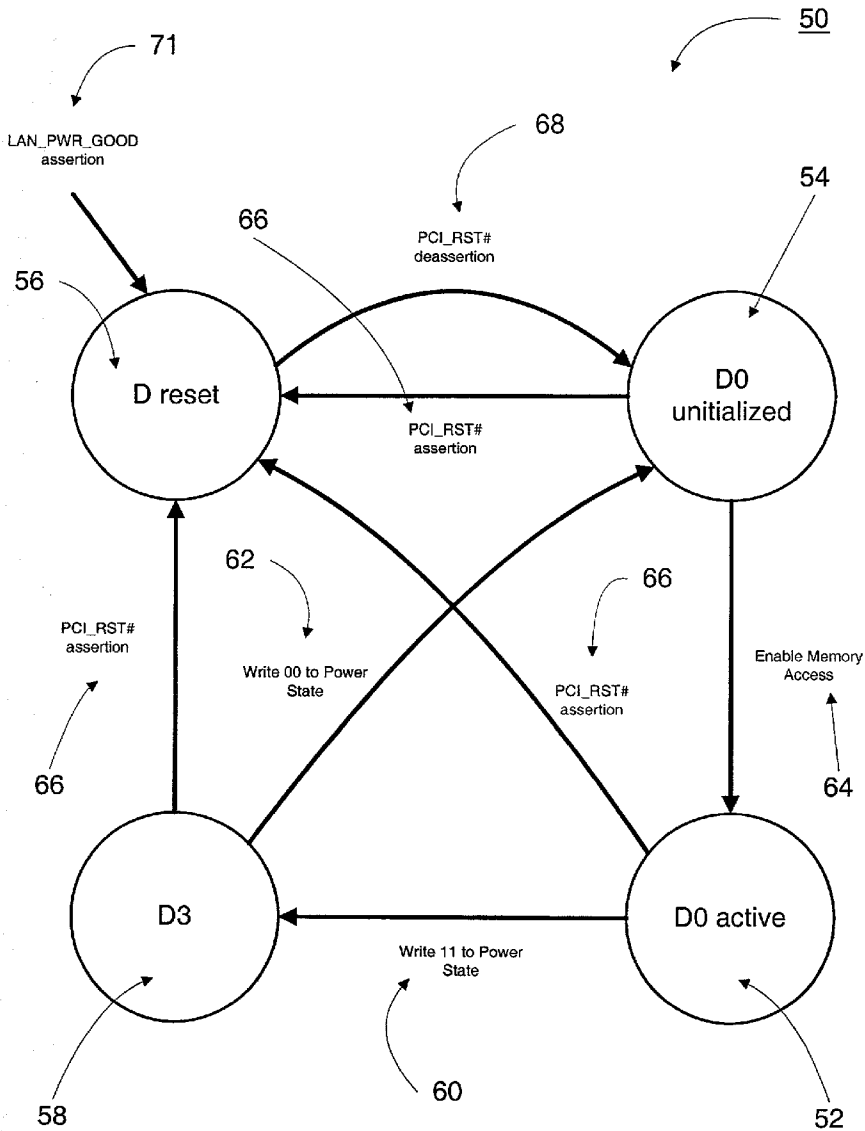 50
71
LAN_PWR_GOOD
assertion
68
54
66
PCI_RST#
deassertion
56
D reset
D0
unitialized
PCI_RST#
assertion
62
66
PCI_RST#
assertion
Write 00 to Power
State
PCI_RST#
assertion
Enable Memory
Access
66
64
D3
D0 active
Write 11 to Power
State
60
58
52